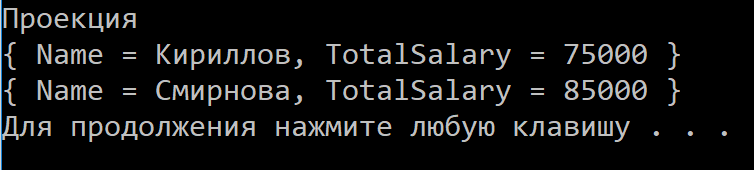 Проекция
{ Name = Кириллов, TotalSalary = 75000 }
{ Name = Смирнова, TotalSalary = 85000 }
Для продолжения нажмите любую клавишу . . .